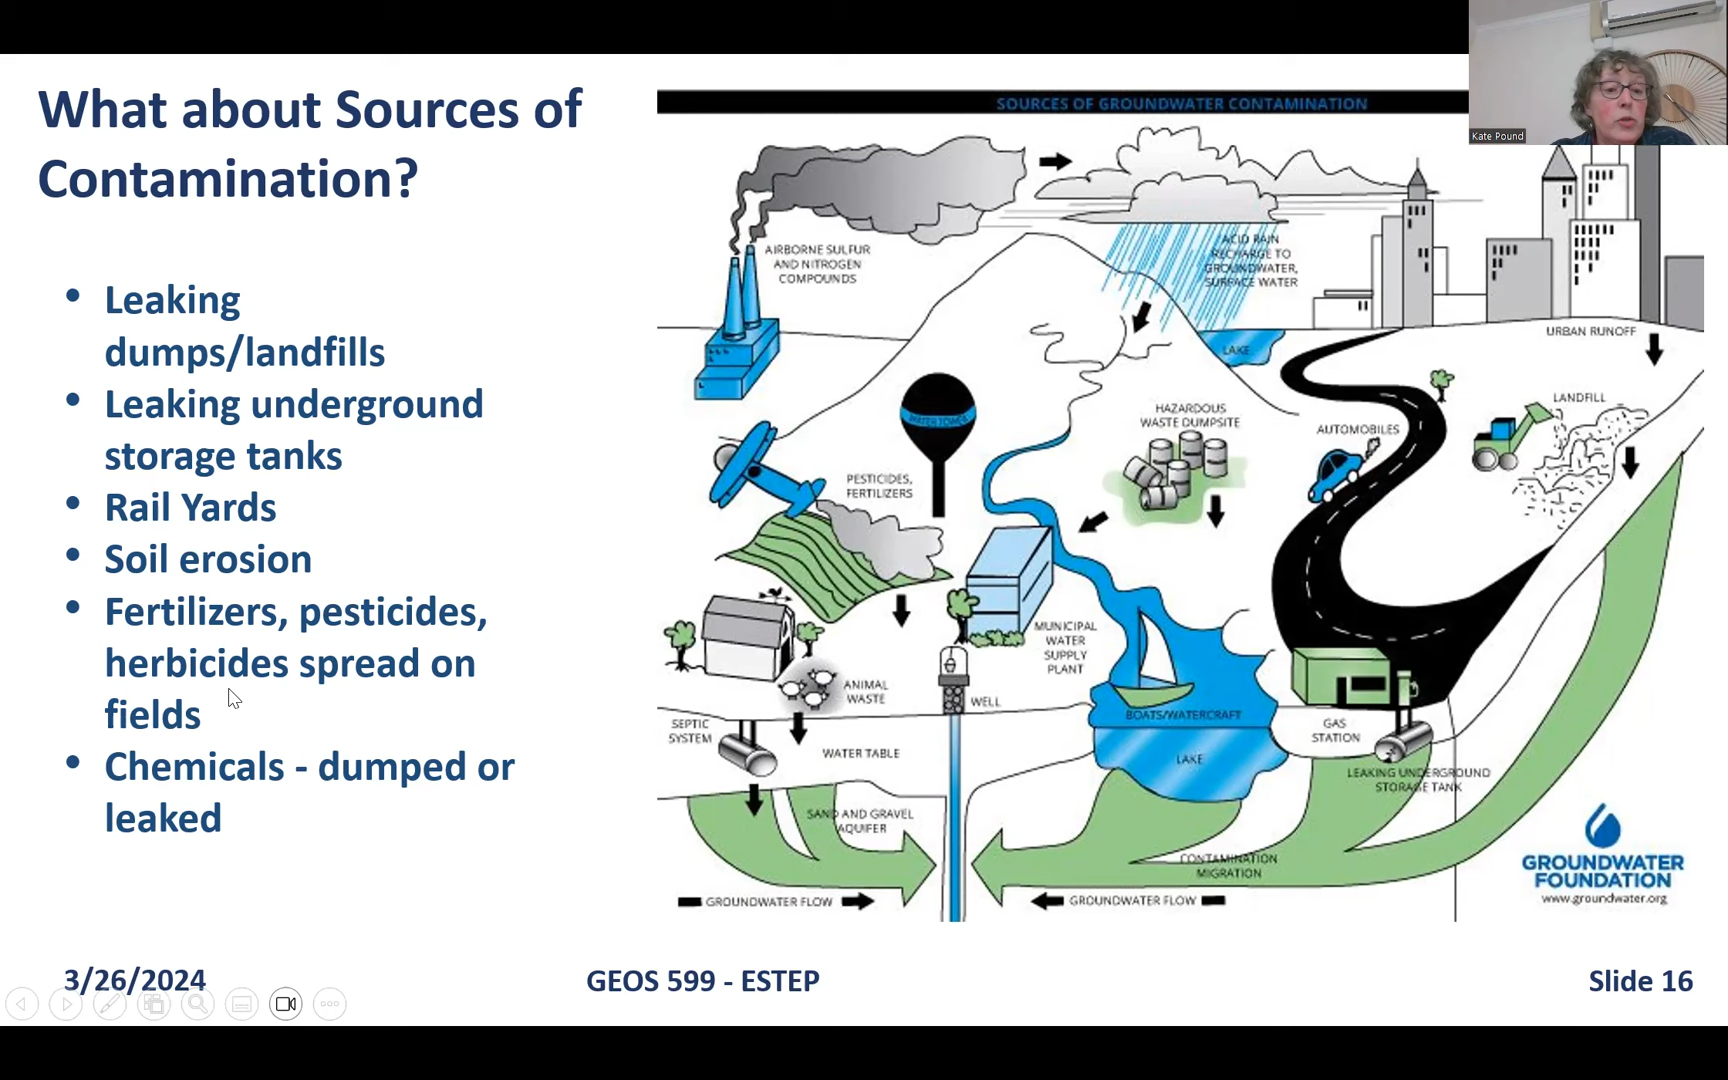 What about Sources of
Contamination?
• Leaking
dumps/landfills
• Leaking underground
storage tanks
• Rail Yards
• Soil erosion
• Fertilizers, pesticides,
herbicides spread on
fields
• Chemicals - dumped or
leaked
SOURCES OF GROUNDWATER CONTAMINATION
Kate Pound
AIRBORNE SULFUR
AND NITROGEN
COMPOUNDS
ACID RAIN
RECHARGE TO
GROUNDWATER,
SURFACE WATER
LAKE
URBAN RUNOFF
LANDFILL
HAZARDOUS
WASTE DUMPSITE
AUTOMOBILES
WATER TOWER
PESTICIDES,
FERTILIZERS
MUNICIPAL
WATER
SUPPLY
PLANT
ANIMAL
WASTE
WELL
SEPTIC
SYSTEM
WATER TABLE
BOATS/WATERCRAFT
LAKE
GAS
STATION
LEAKING UNDERGROUND
STORAGE TANK
SAND AND GRAVEL
AQUIFER
CONTAMINATION
MIGRATION
GROUNDWATER FLOW
GROUNDWATER FLOW
GROUNDWATER
FOUNDATION
www.groundwater.org
3/26/2024
GEOS 599 - ESTEP
Slide 16